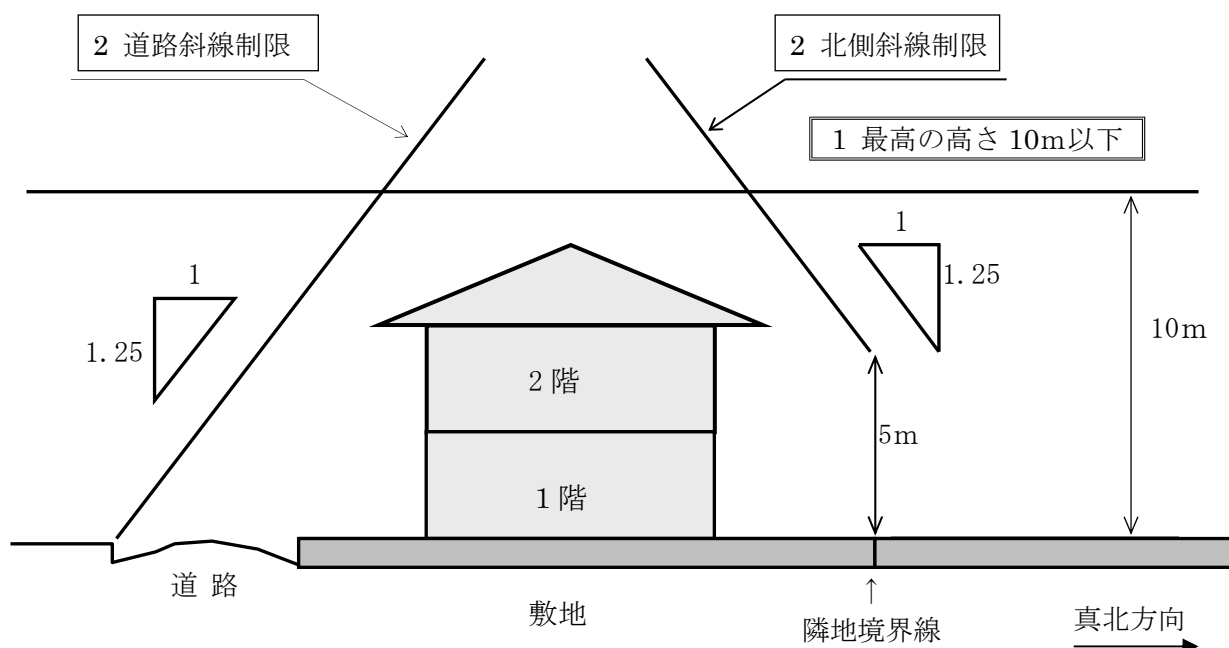 2 道路斜線制限
2 北側斜線制限
1 最高の高さ 10m以下
1
1.25
1
1.25
10m
2 階
5m
1 階
道 路
敷地
↑
隣地境界線
真北方向